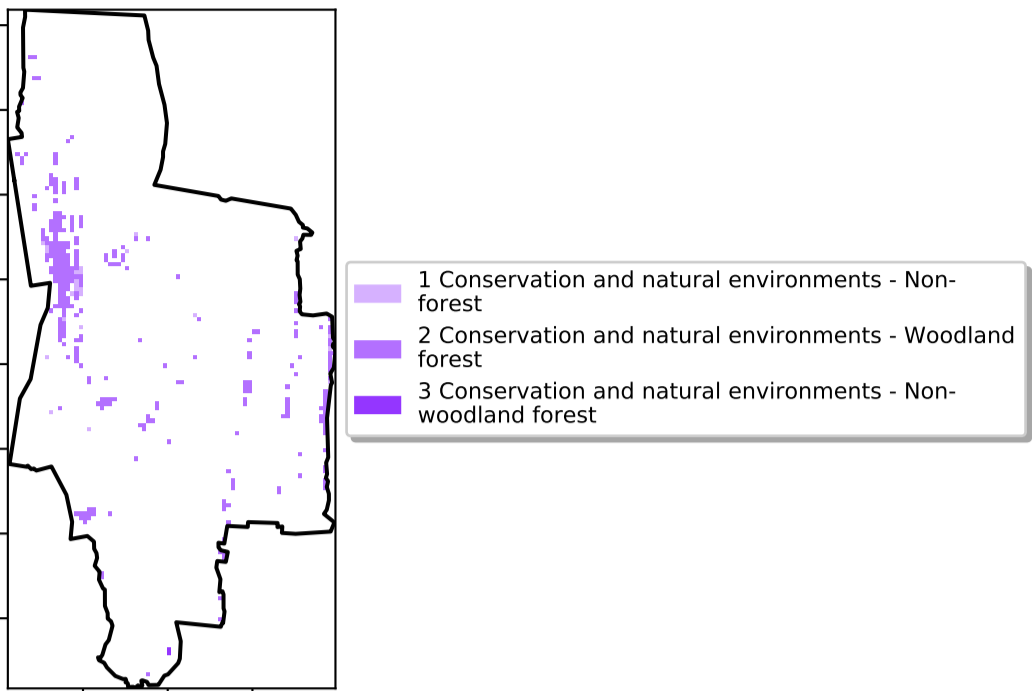 1 Conservation and natural environments - Non-
forest
2 Conservation and natural environments - Woodland
forest
3 Conservation and natural environments - Non-
woodland forest